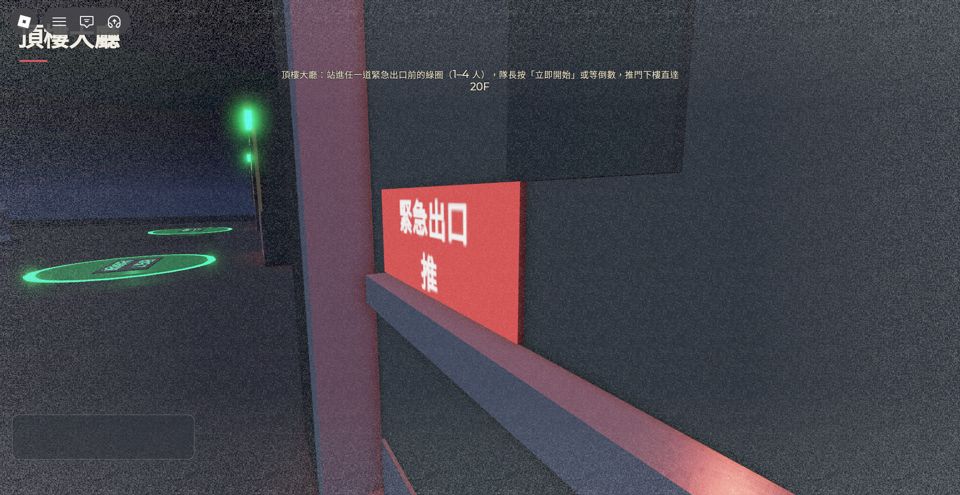 頂樓大廳
頂樓大廳：站進任一道緊急出口前的綠圈（1–4 人），隊長按「立即開始」或等倒數，推門下樓直達
20F
緊急出口
推